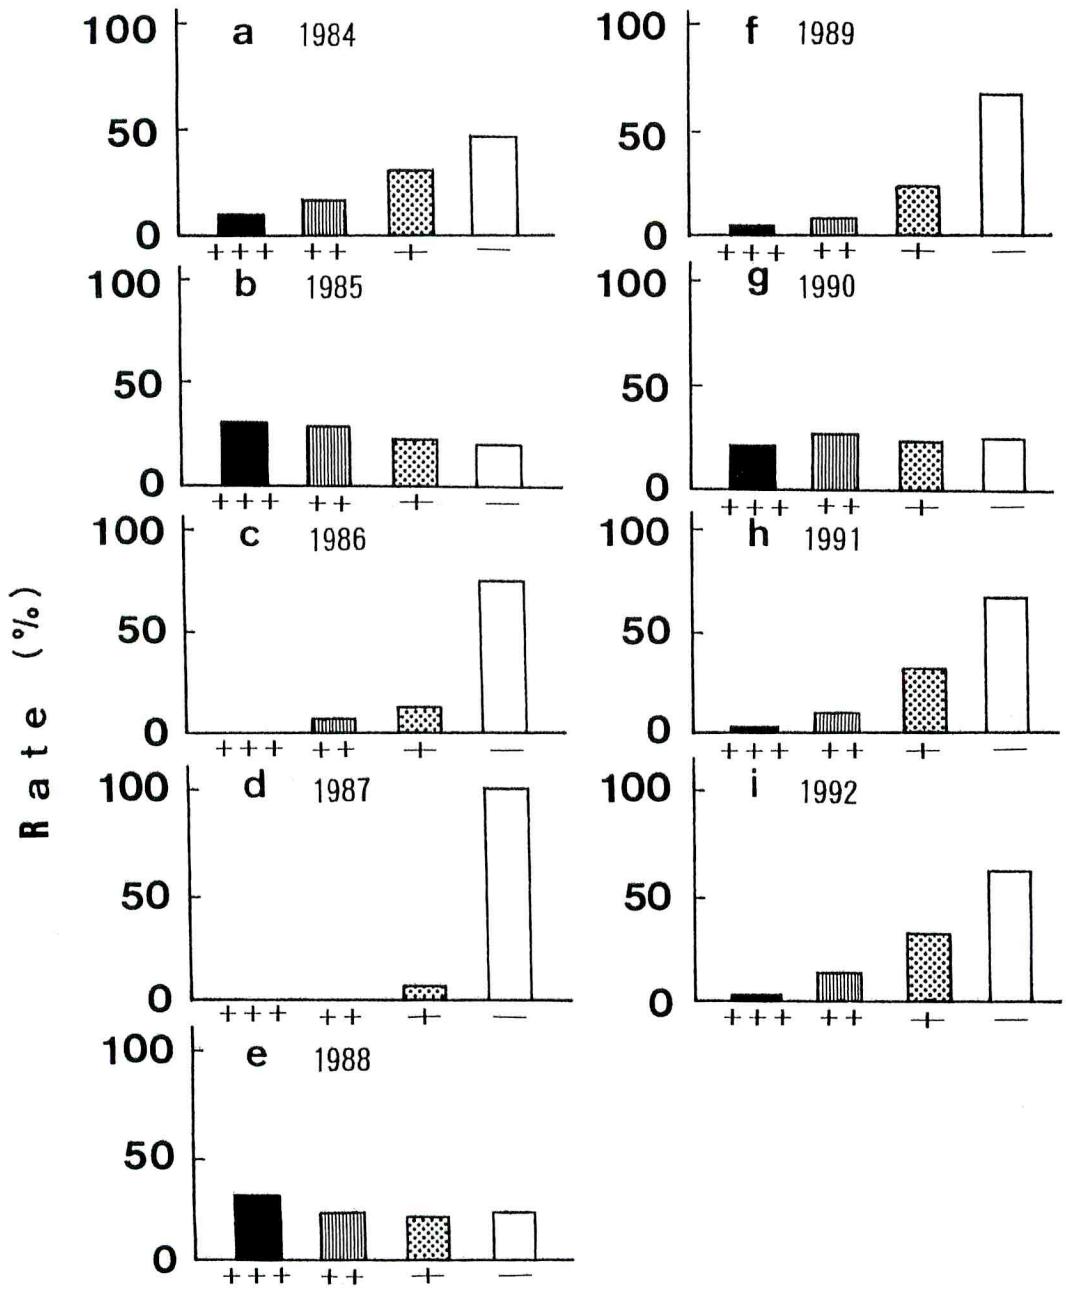 Rate (%)
a 1984
100
50
0
+++ ++ + —
b 1985
100
50
0
+++ ++ + —
c 1986
100
50
0
+++ ++ + —
d 1987
100
50
0
+++ ++ + —
e 1988
100
50
0
+++ ++ + —
f 1989
100
50
0
+++ ++ + —
g 1990
100
50
0
+++ ++ + —
h 1991
100
50
0
+++ ++ + —
i 1992
100
50
0
+++ ++ + —